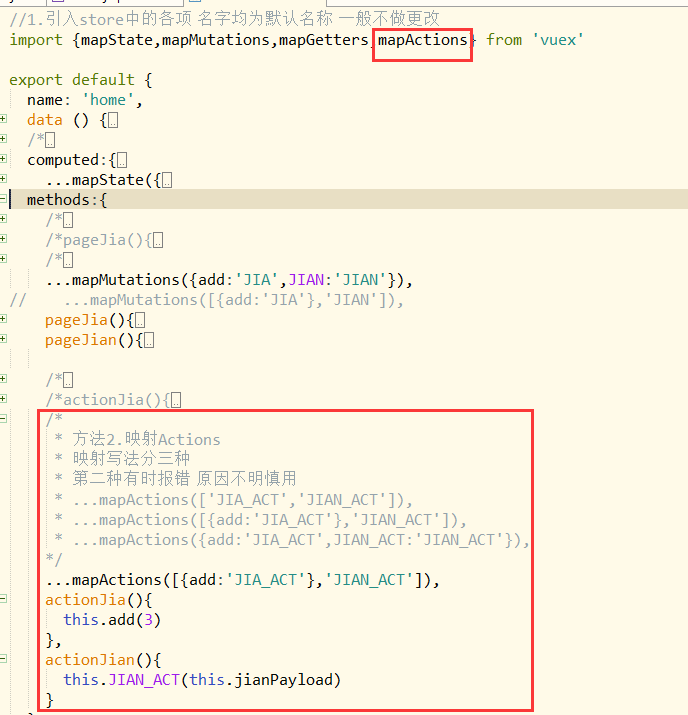 //1.引入store中的各项 名字均为默认名称 一般不做更改
import {mapState,mapMutations,mapGetters,mapActions} from 'vuex'
export default {
name: 'home',
data () {
/*
computed:{
...mapState({
methods:{
/*
/*pageJia(){
/*
...mapMutations({add:'JIA',JIAN:'JIAN'}),
// ...mapMutations([{add:'JIA'},'JIAN']),
pageJia(){
pageJian(){
/*
/*actionJia(){
/*
* 方法2.映射Actions
* 映射写法分三种
* 第二种有时报错 原因不明慎用
* ...mapActions(['JIA_ACT','JIAN_ACT']),
* ...mapActions([{add:'JIA_ACT'},'JIAN_ACT']),
* ...mapActions({add:'JIA_ACT',JIAN_ACT:'JIAN_ACT'}),
*/
...mapActions([{add:'JIA_ACT'},'JIAN_ACT']),
actionJia(){
this.add(3)
},
actionJian(){
this.JIAN_ACT(this.jianPayload)
}